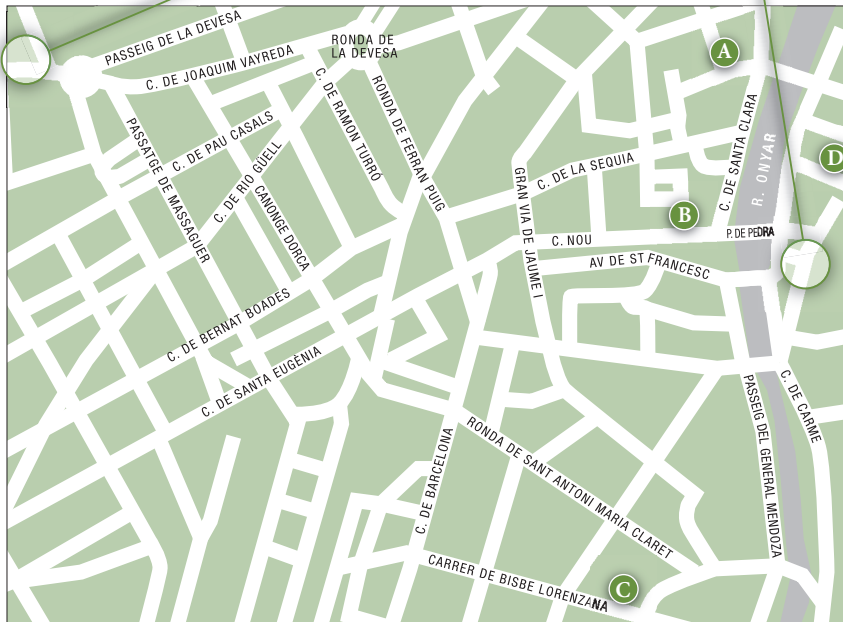 PASSEIG DE LA DEVESA
RONDA DE
LA DEVESA
C. DE JOAQUIM VAYREDA
A
C. DE RAMON TURRÓ
RONDA DE FERRAN PUIG
C. DE SANTA CLARA
R. ONYAR
PASSATGE DE MASSAGUER
C. DE PAU CASALS
C. DE RIO GÜELL
CANONGE DORCA
GRAN VIA DE JAUME I
C. DE LA SEQUIA
D
B
C. NOU
P. DE PEDRA
AV DE ST FRANCESC
C. DE BERNAT BOADES
C. DE SANTA EUGÈNIA
PASSEIG DEL GENERAL MENDOZA
C. DE CARME
C. DE BARCELONA
RONDA DE SANT ANTONI MARIA CLARET
CARRER DE BISBE LORENZANA
C